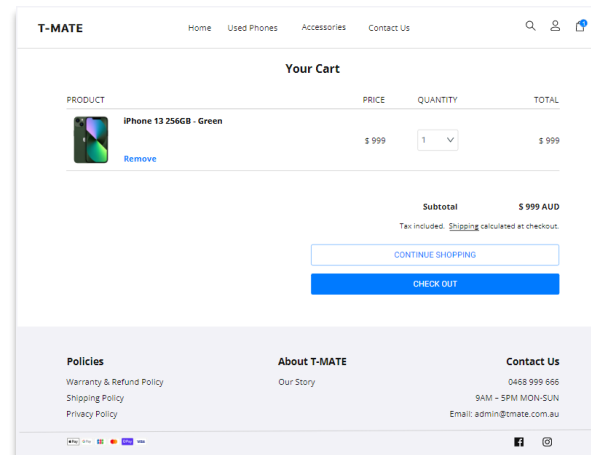 T-MATE Home Used Phones Accessories Contact Us 1
Your Cart
PRODUCT PRICE QUANTITY TOTAL
iPhone 13 256GB - Green
$ 999 1 $ 999
Remove
Subtotal $ 999 AUD
Tax included. Shipping calculated at checkout.
CONTINUE SHOPPING
CHECK OUT
Policies About T-MATE Contact Us
Warranty & Refund Policy Our Story 0468 999 666
Shipping Policy 9AM – 5PM MON-SUN
Privacy Policy Email: admin@tmate.com.au
VISA